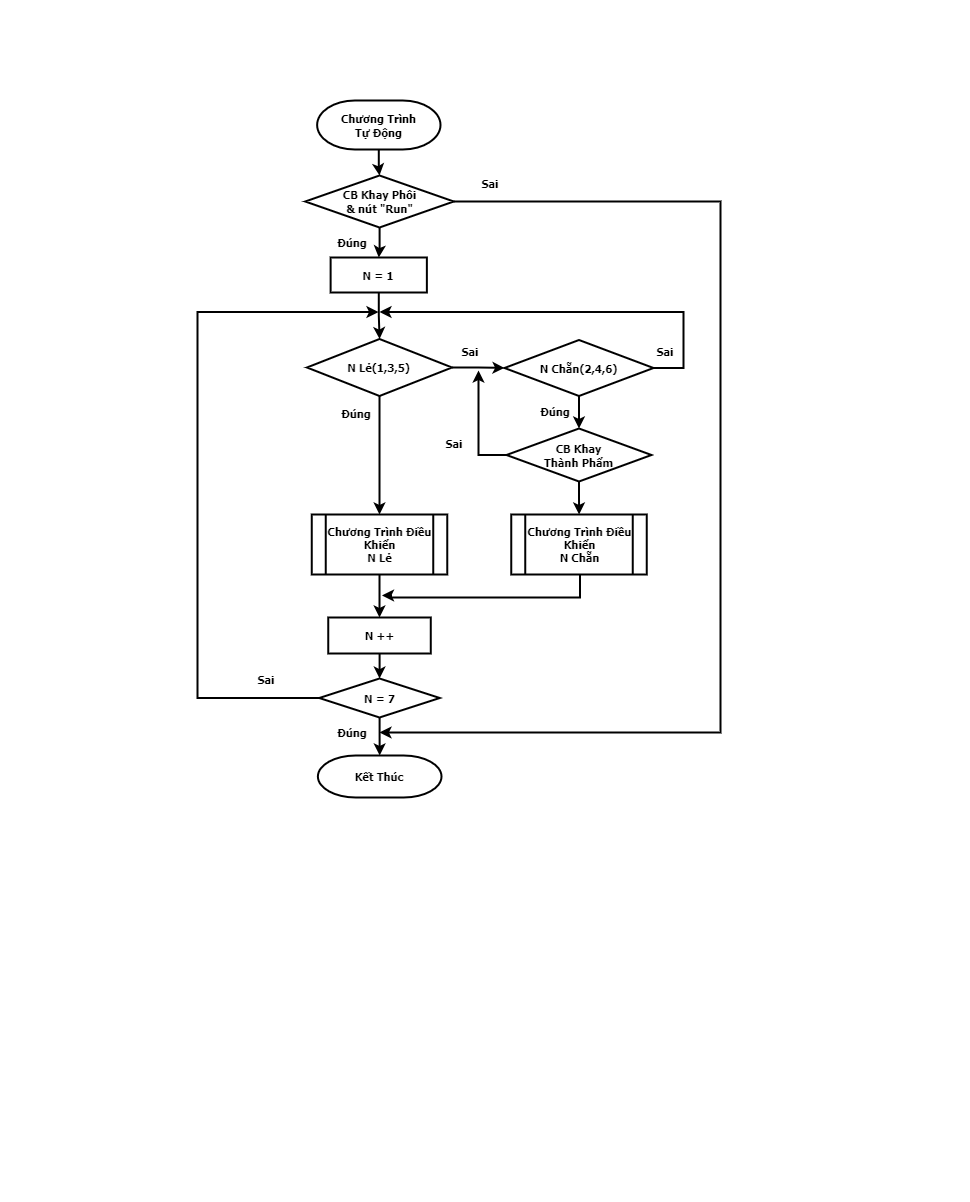 Chương Trình
Tự Động
Sai
CB Khay Phôi
& nút "Run"
Đúng
N = 1
Sai
Sai
N Lẻ(1,3,5)
N Chẵn(2,4,6)
Đúng
Đúng
Sai
CB Khay
Thành Phẩm
Chương Trình Điều
Khiển
N Lẻ
Chương Trình Điều
Khiển
N Chẵn
N ++
Sai
N = 7
Đúng
Kết Thúc